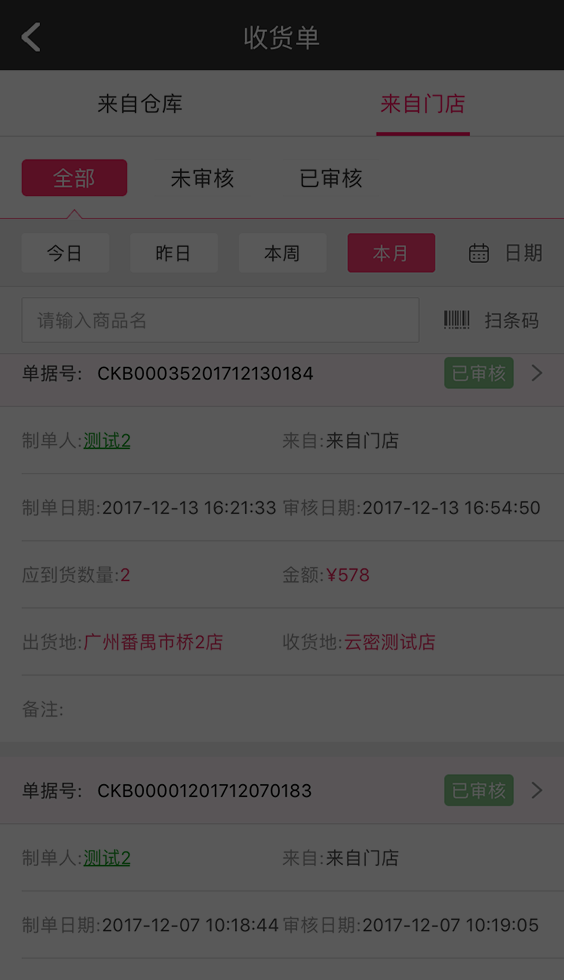 收货单
来自仓库 来自门店
全部 未审核 已审核
今日 昨日 本周 本月 日期
请输入商品名 扫条码
单据号: CKB00035201712130184 已审核
制单人:测试2 来自:来自门店
制单日期:2017-12-13 16:21:33 审核日期:2017-12-13 16:54:50
应到货数量:2 金额:¥578
出货地:广州番禺市桥2店 收货地:云密测试店
备注:
单据号: CKB00001201712070183 已审核
制单人:测试2 来自:来自门店
制单日期:2017-12-07 10:18:44 审核日期:2017-12-07 10:19:05